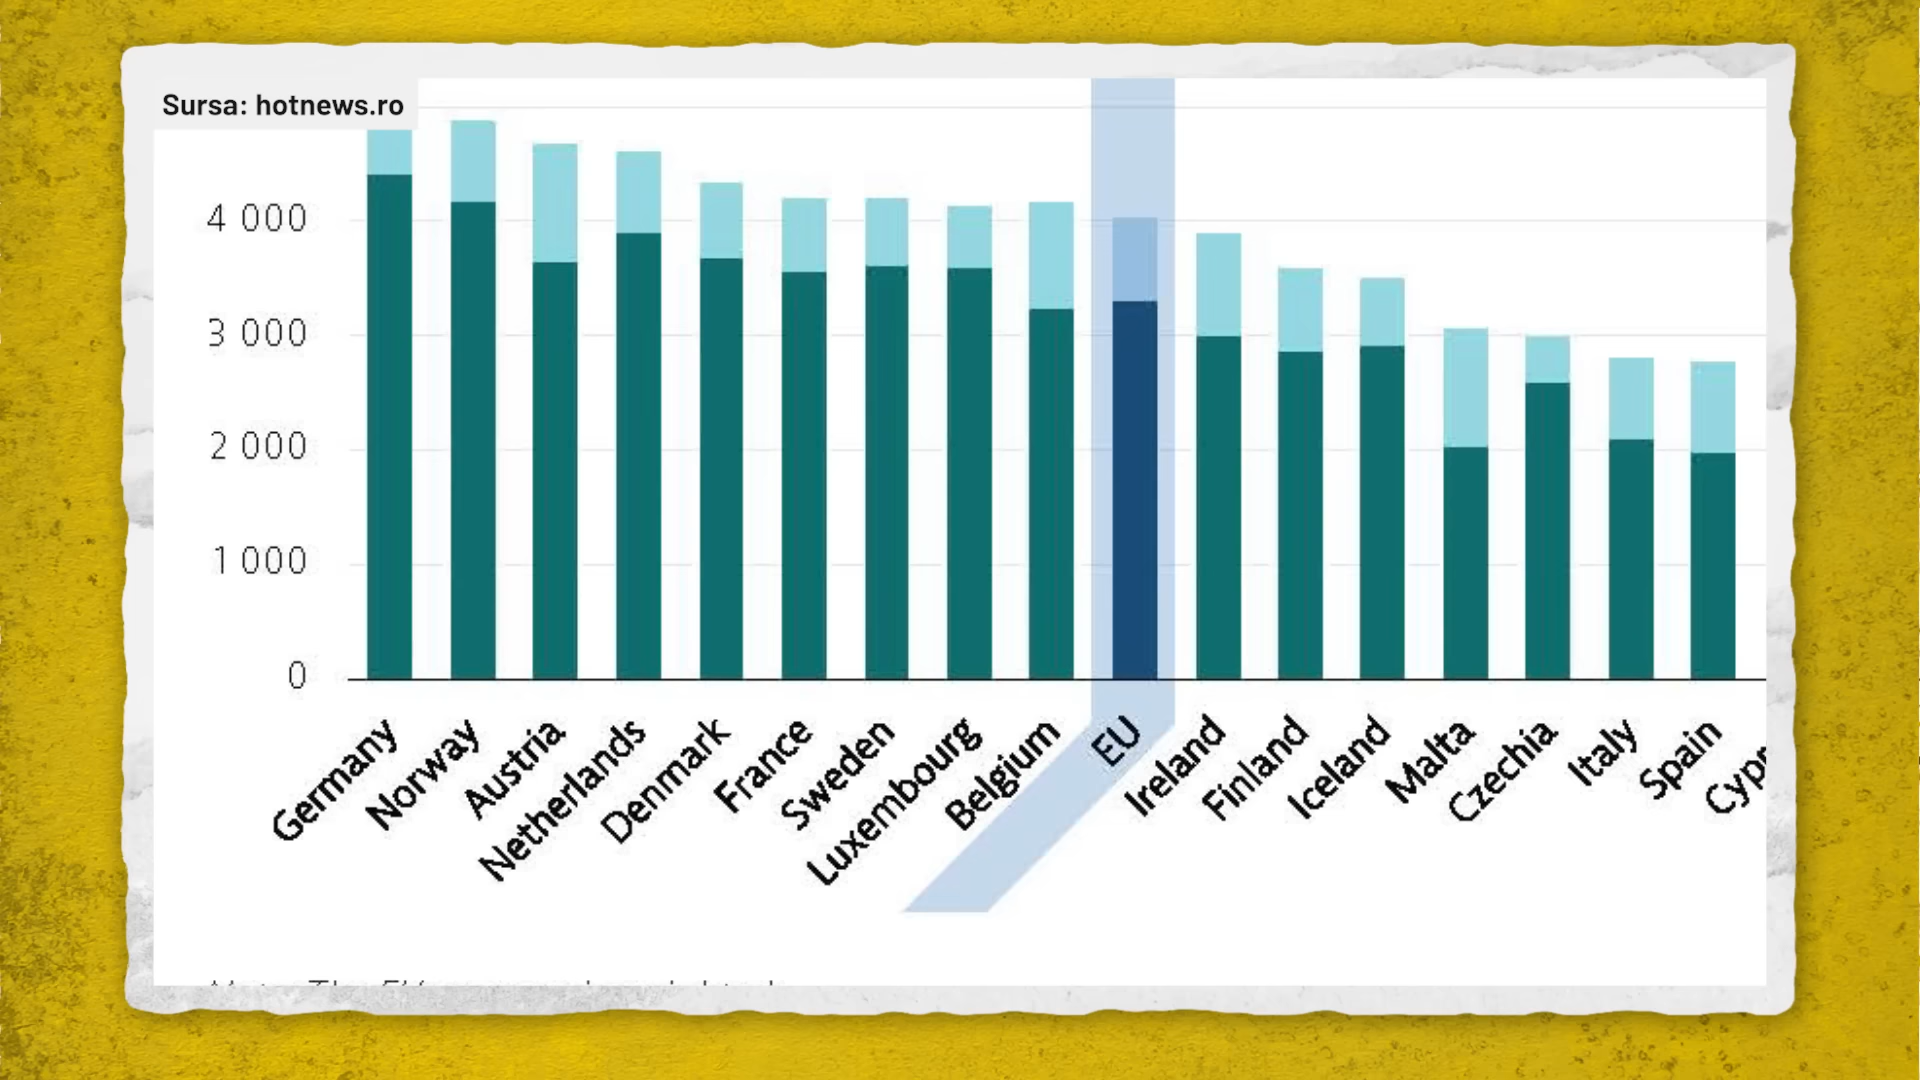 Sursa: hotnews.ro
4 000
3 000
2 000
1 000
0
Germany
Norway
Austria
Netherlands
Denmark
France
Sweden
Luxembourg
Belgium
EU
Ireland
Finland
Iceland
Malta
Czechia
Italy
Spain
Cyp